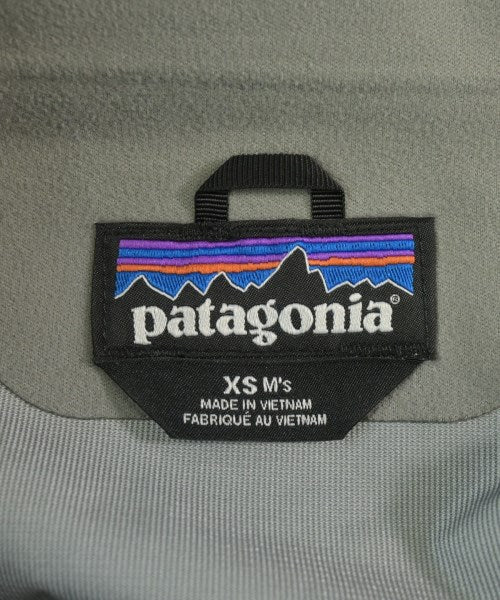 patagonia®
XS M's
MADE IN VIETNAM
FABRIQUÉ AU VIETNAM